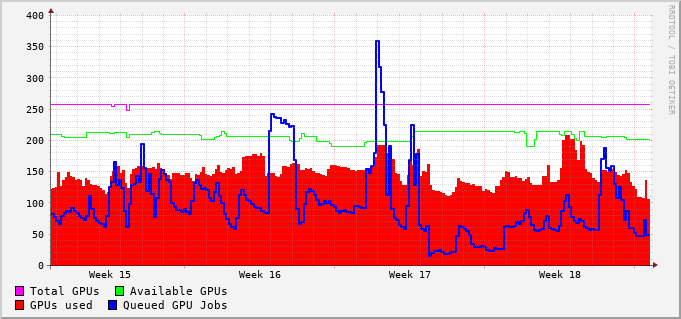 400
350
300
250
200
150
100
50
0
Week 15 Week 16 Week 17 Week 18
Total GPUs Available GPUs
GPUs used Queued GPU Jobs
RRDTOOL / TOBI OETIKER